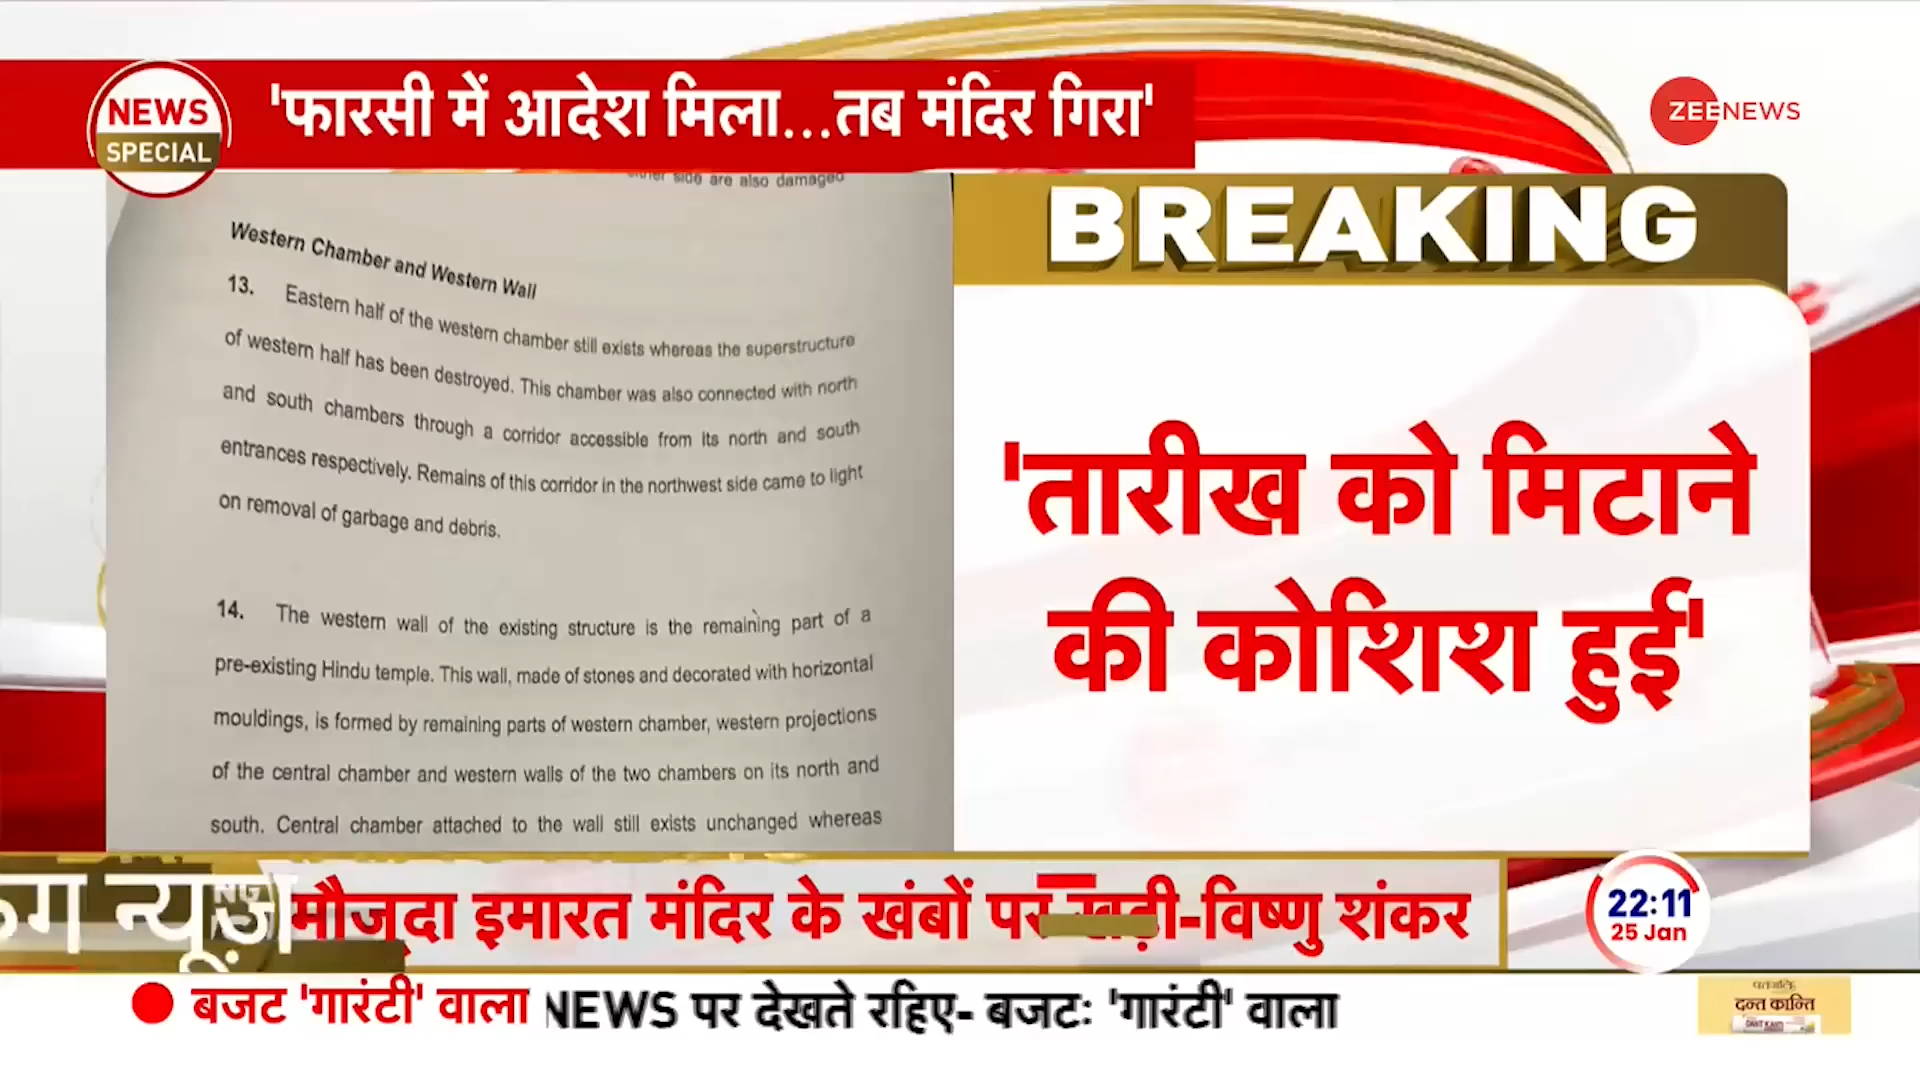 NEWS
SPECIAL
'फारसी में आदेश मिला...तब मंदिर गिरा'
ZEENEWS
side are also damaged
Western Chamber and Western Wall
13. Eastern half of the western chamber still exists whereas the superstructure
of western half has been destroyed. This chamber was also connected with north
and south chambers through a corridor accessible from its north and south
entrances respectively. Remains of this corridor in the northwest side came to light
on removal of garbage and debris.
14. The western wall of the existing structure is the remaining part of a
pre-existing Hindu temple. This wall, made of stones and decorated with horizontal
mouldings, is formed by remaining parts of western chamber, western projections
of the central chamber and western walls of the two chambers on its north and
south. Central chamber attached to the wall still exists unchanged whereas
BREAKING
'तारीख को मिटाने
की कोशिश हुई'
न्यूज़
मौजूदा इमारत मंदिर के खंबों पर खड़ी-विष्णु शंकर
22:11
25 Jan
बजट 'गारंटी' वाला
NEWS पर देखते रहिए- बजटः 'गारंटी' वाला
पतंजलि
दन्त कान्ति